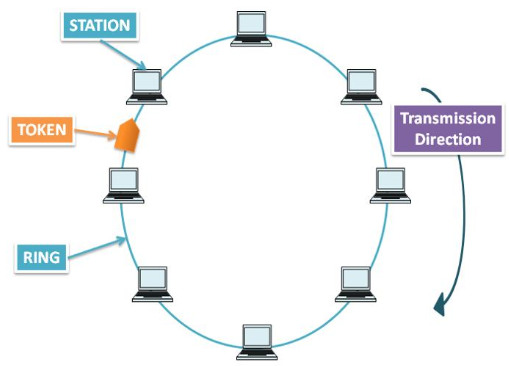 STATION
TOKEN
Transmission
Direction
RING